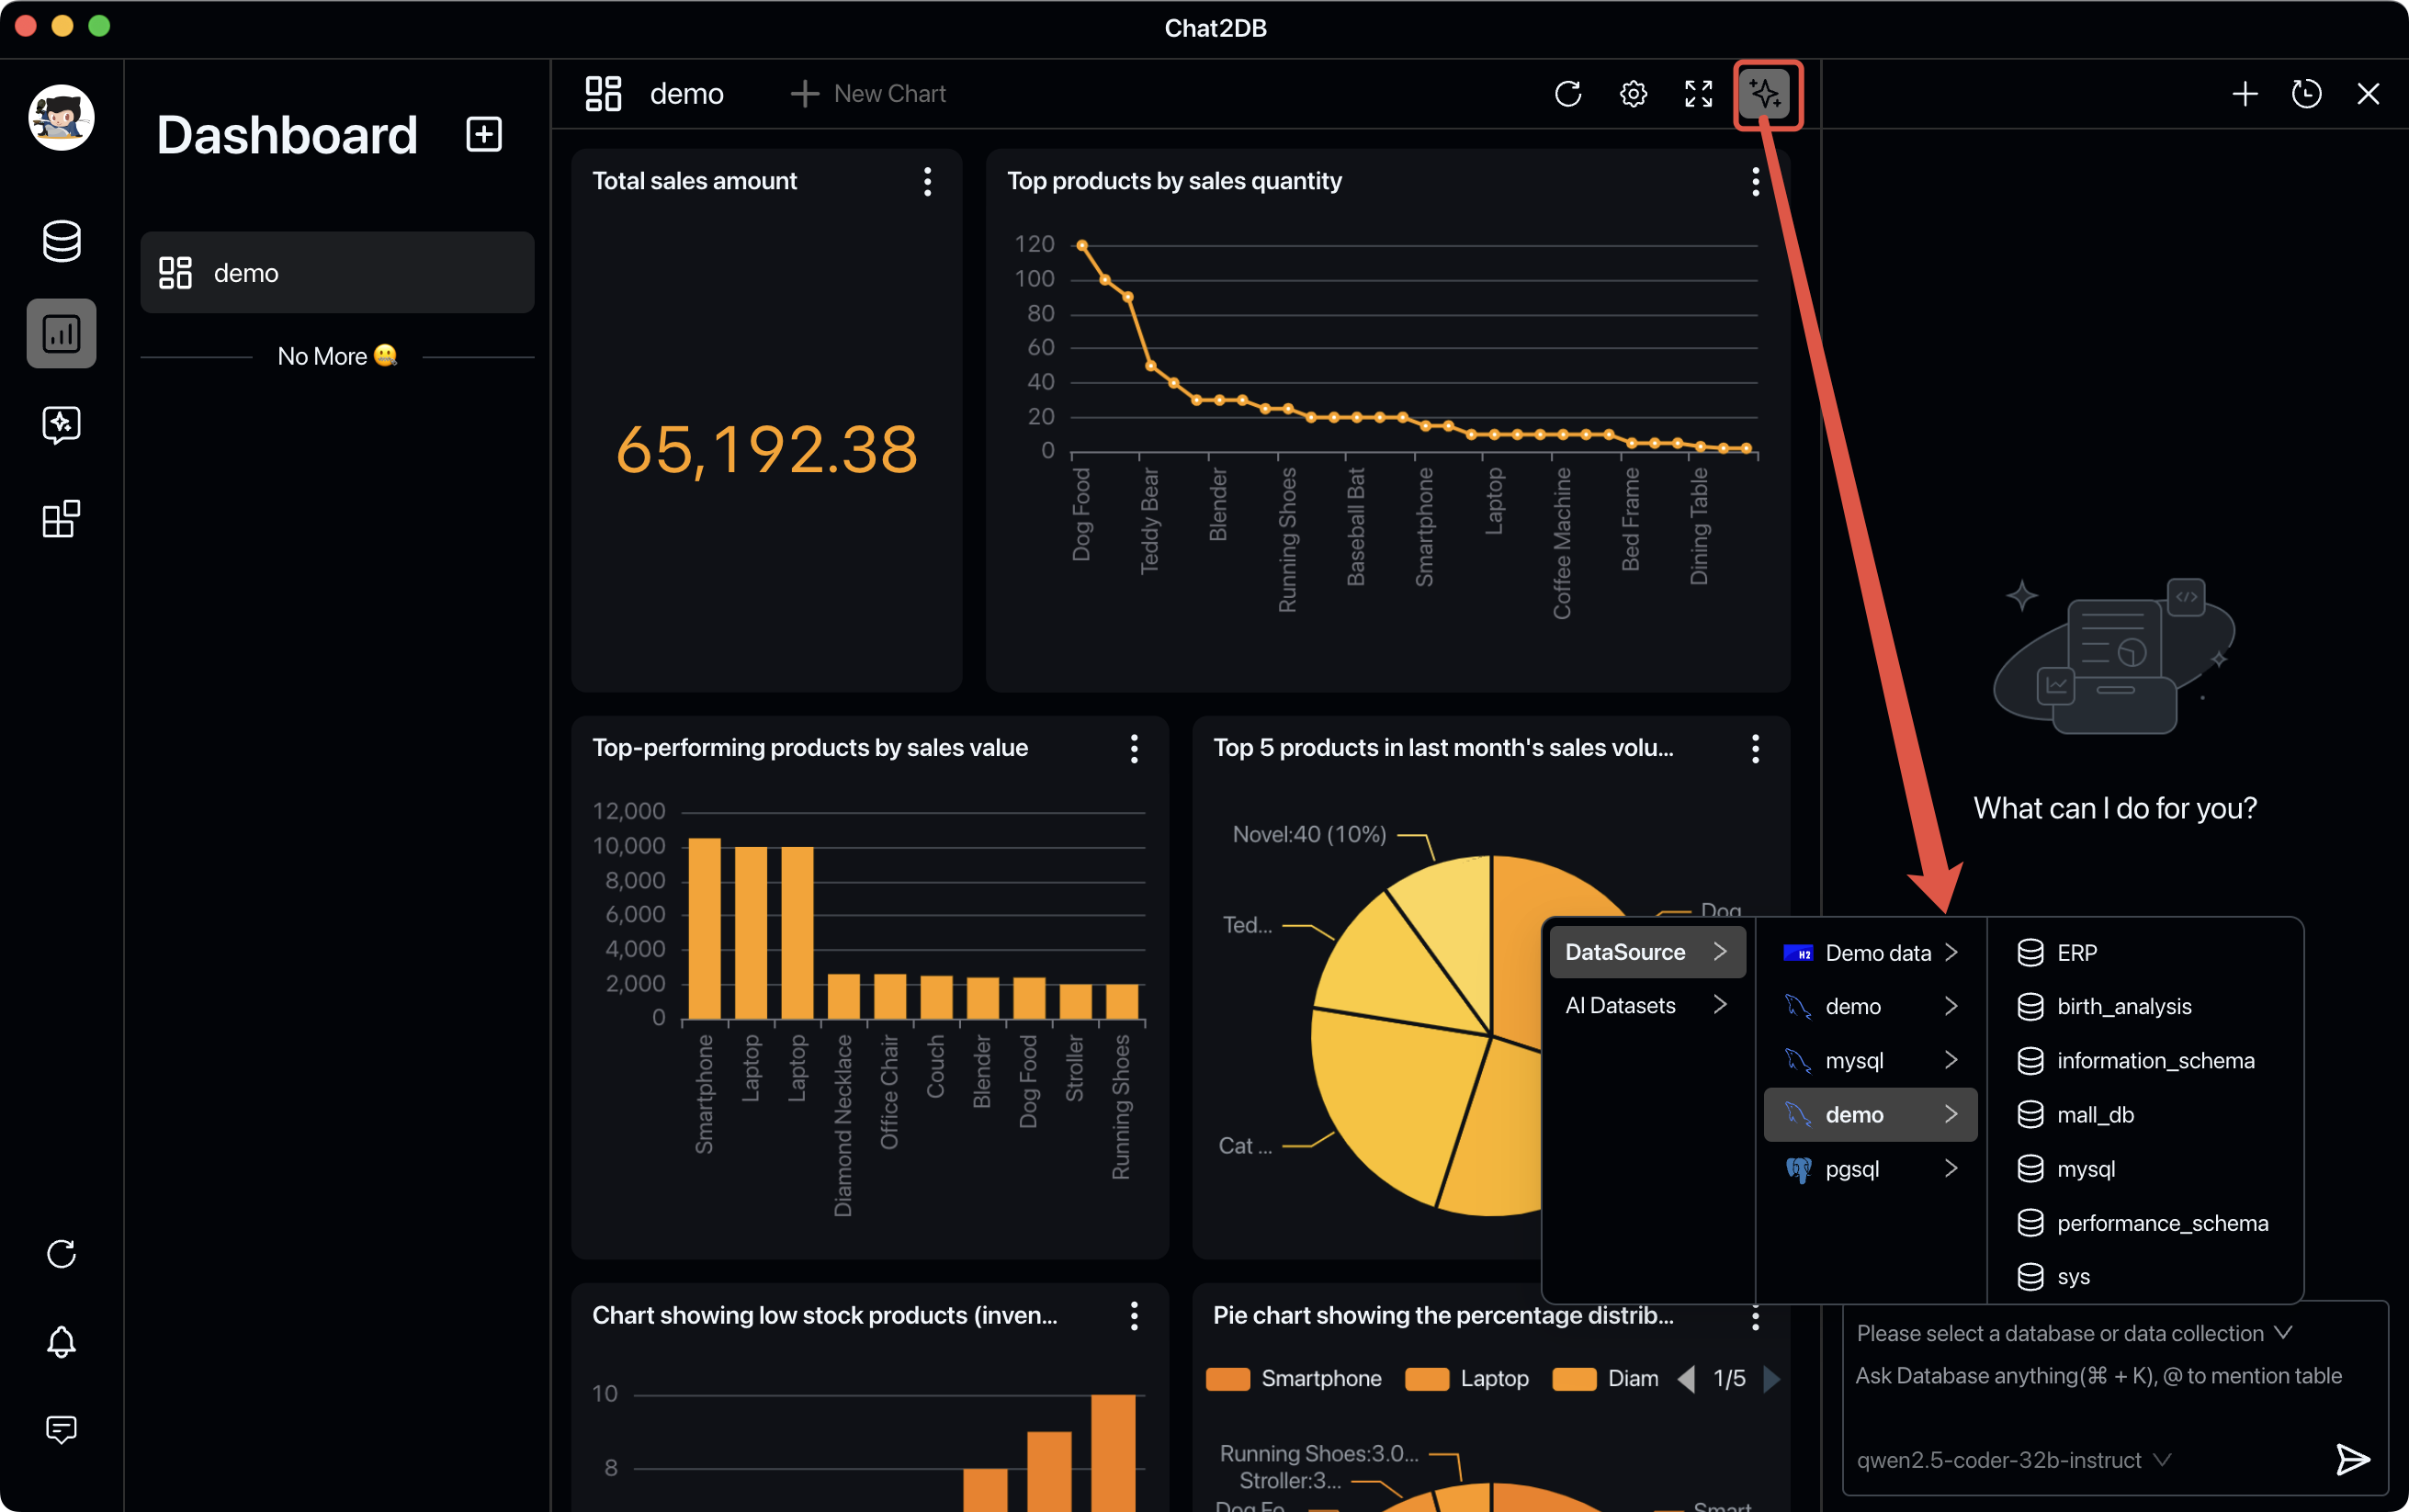 Chat2DB
Dashboard
demo
No More
demo
New Chart
Total sales amount
65,192.38
Top products by sales quantity
120
100
80
60
40
20
0
Dog Food
Teddy Bear
Blender
Running Shoes
Baseball Bat
Smartphone
Laptop
Coffee Machine
Bed Frame
Dining Table
Top-performing products by sales value
12,000
10,000
8,000
6,000
4,000
2,000
0
Smartphone
Laptop
Laptop
Diamond Necklace
Office Chair
Couch
Blender
Dog Food
Stroller
Running Shoes
Top 5 products in last month's sales volu...
Novel:40 (10%)
Ted...
Cat ...
Dog
Chart showing low stock products (inven...
10
8
Pie chart showing the percentage distrib...
Smartphone
Laptop
Diam
1/5
Running Shoes:3.0...
Stroller:3...
Dog Fo...
Smart
What can I do for you?
DataSource
AI Datasets
H2
Demo data
demo
mysql
demo
pgsql
ERP
birth_analysis
information_schema
mall_db
mysql
performance_schema
sys
Please select a database or data collection
Ask Database anything(⌘ + K), @ to mention table
qwen2.5-coder-32b-instruct